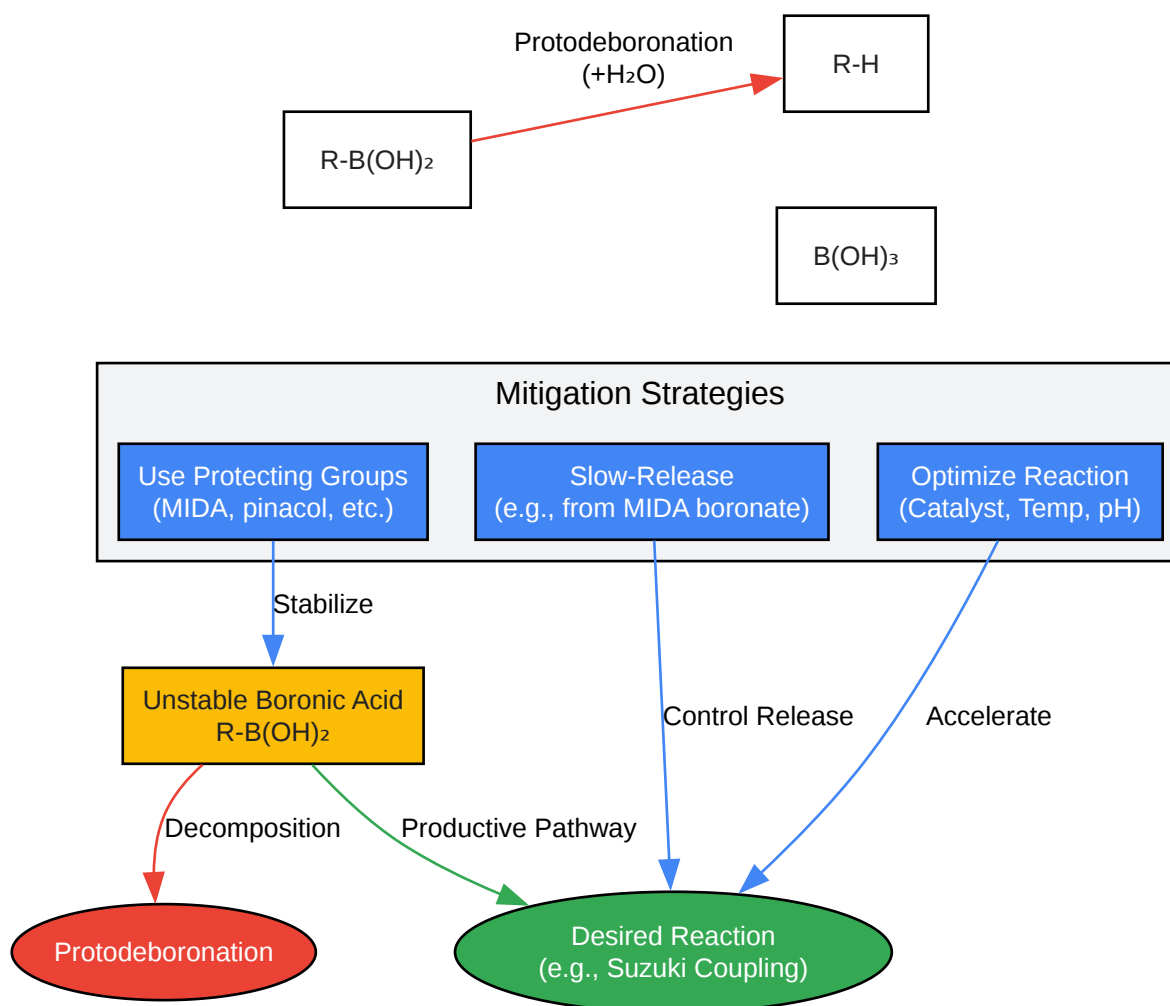 Protodeboronation
(+H₂O)
R-H
R-B(OH)₂
B(OH)₃
Mitigation Strategies
Use Protecting Groups
(MIDA, pinacol, etc.)
Slow-Release
(e.g., from MIDA boronate)
Optimize Reaction
(Catalyst, Temp, pH)
Stabilize
Unstable Boronic Acid
R-B(OH)₂
Control Release
Accelerate
Decomposition
Productive Pathway
Protodeboronation
Desired Reaction
(e.g., Suzuki Coupling)